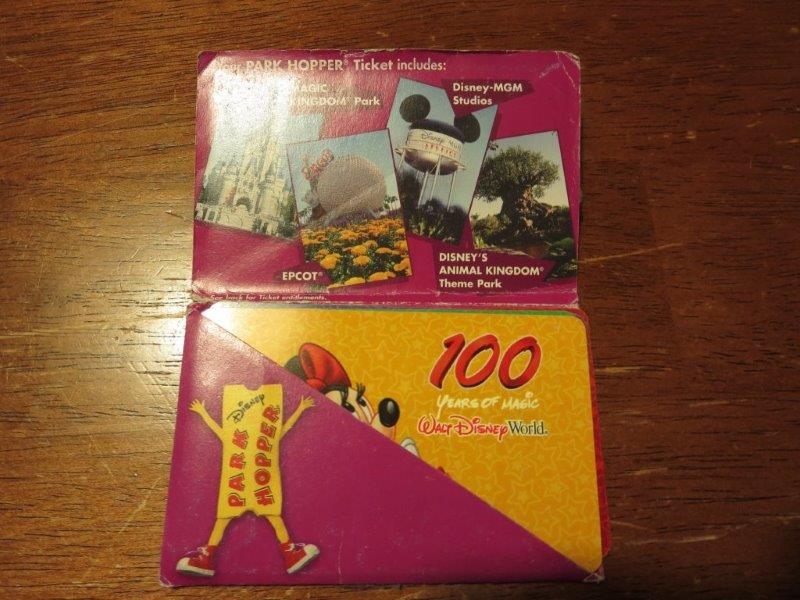 Your PARK HOPPER® Ticket includes:
MAGIC
KINGDOM® Park
Disney-MGM
Studios
EPCOT®
DISNEY'S
ANIMAL KINGDOM®
Theme Park
See back for Ticket entitlements.
100
YEARS OF MAGIC
Walt Disney World.
Disney
PARK
HOPPER